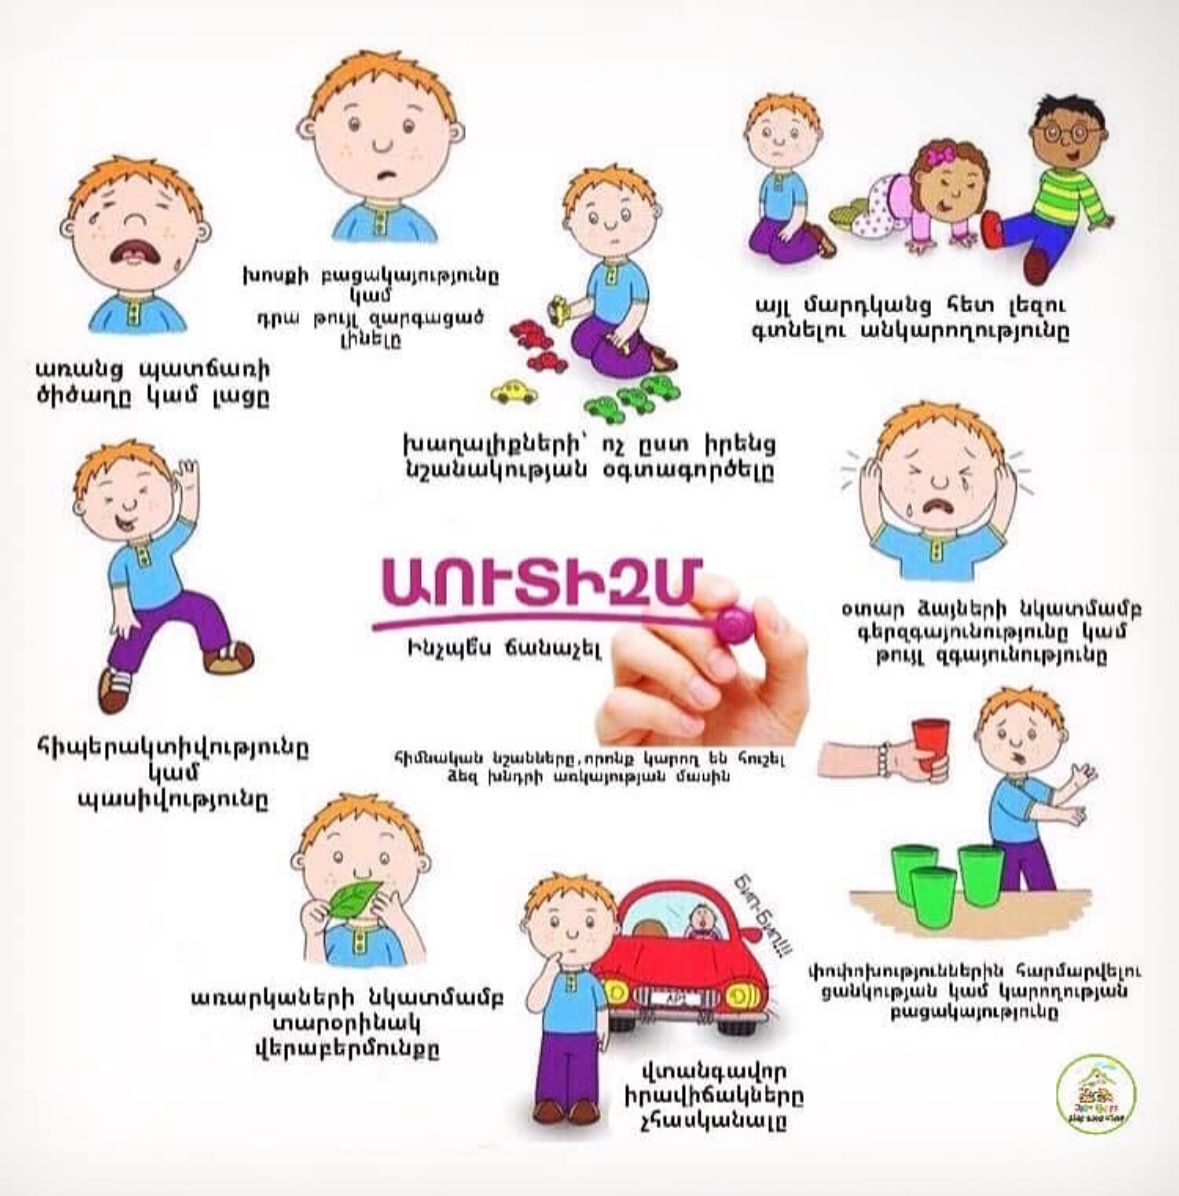 խոսքի բացակայությունը
կամ
դրա թույլ զարգացած
լինելը
առանց պատճառի
ծիծաղը կամ լացը
այլ մարդկանց հետ լեզու
գտնելու անկարողությունը
խաղալիքների՝ ոչ ըստ իրենց
նշանակության օգտագործելը
ԱՈՒՏԻԶՄ
Ինչպե՞ս ճանաչել
հիմնական նշանները,որոնք կարող են հուշել
ձեզ խնդրի առկայության մասին
օտար ձայների նկատմամբ
գերզգայունությունը կամ
թույլ զգայունությունը
հիպերակտիվությունը
կամ
պասիվությունը
առարկաների նկատմամբ
տարօրինակ
վերաբերմունքը
Բիպ-Բիպ!!!
վտանգավոր
իրավիճակները
չհասկանալը
փոփոխություններին հարմարվելու
ցանկության կամ կարողության
բացակայությունը